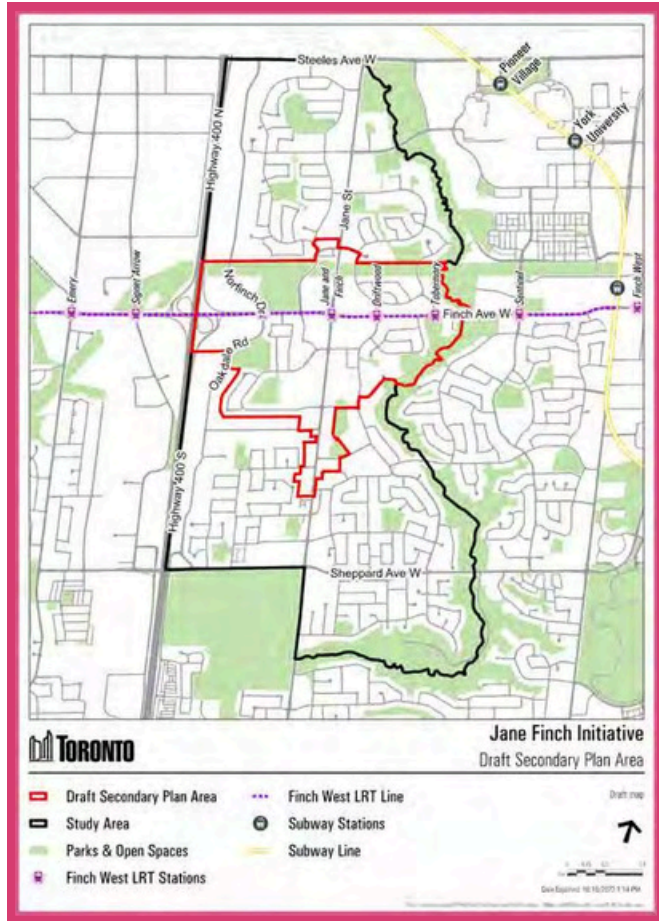 Steeles Ave W
Pioneer
Village
York
University
Highway 400 N
Jane St
Norfinch Dr
Emery
Signet Arrow
Jane and
Finch
Driftwood
Tobermory
Sentinel
Finch West
Finch Ave W
Oakdale Rd
Highway 400 S
Sheppard Ave W
TORONTO
Jane Finch Initiative
Draft Secondary Plan Area
Draft Secondary Plan Area
Study Area
Parks & Open Spaces
Finch West LRT Stations
Finch West LRT Line
Subway Stations
Subway Line
Draft map